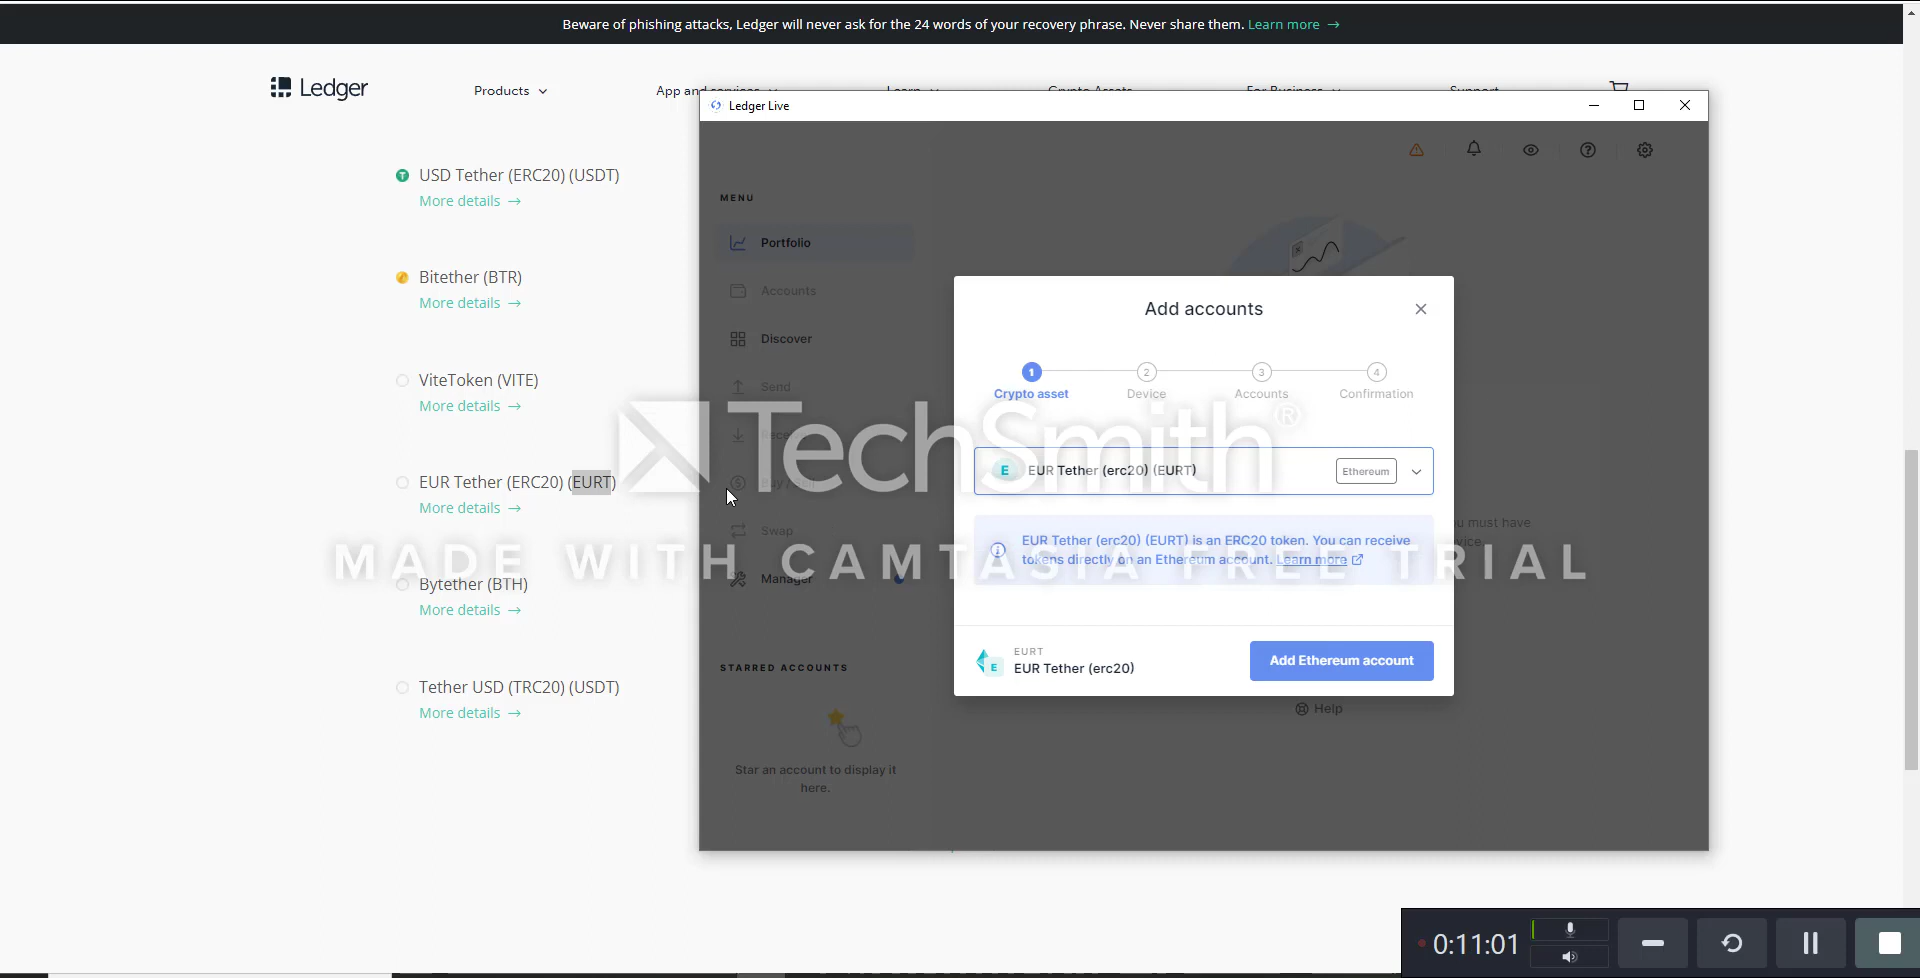 Beware of phishing attacks, Ledger will never ask for the 24 words of your recovery phrase. Never share them. Learn more →
Ledger
Products
App and services
Learn
Crypto Assets
For Business
Support
USD Tether (ERC20) (USDT)
More details →
Bitether (BTR)
More details →
ViteToken (VITE)
More details →
EUR Tether (ERC20) (EURT)
More details →
Bytether (BTH)
More details →
Tether USD (TRC20) (USDT)
More details →
Ledger Live
MENU
Portfolio
Accounts
Discover
Send
Swap
Manager
STARRED ACCOUNTS
Star an account to display it
here.
Add accounts
1
2
3
4
Crypto asset
Device
Accounts
Confirmation
E
EUR Tether (erc20) (EURT)
Ethereum
EUR Tether (erc20) (EURT) is an ERC20 token. You can receive
tokens directly on an Ethereum account. Learn more
EURT
EUR Tether (erc20)
Add Ethereum account
must have
Help
TechSmith®
MADE WITH CAMTASIA FREE TRIAL
0:11:01